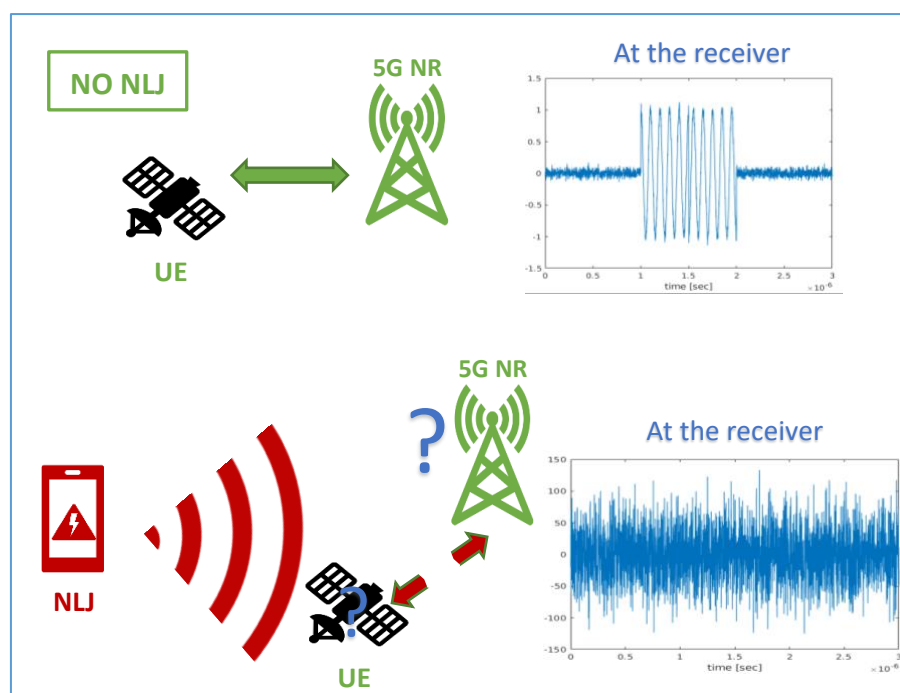 NO NLJ
5G NR
UE
At the receiver
1.5
1
0.5
0
-0.5
-1
-1.5
0 0.5 1 1.5 2 2.5 3
time [sec] ×10⁻⁶
5G NR
?
NLJ
?
UE
At the receiver
150
100
50
0
-50
-100
-150
0 0.5 1 1.5 2 2.5 3
time [sec] ×10⁻⁶